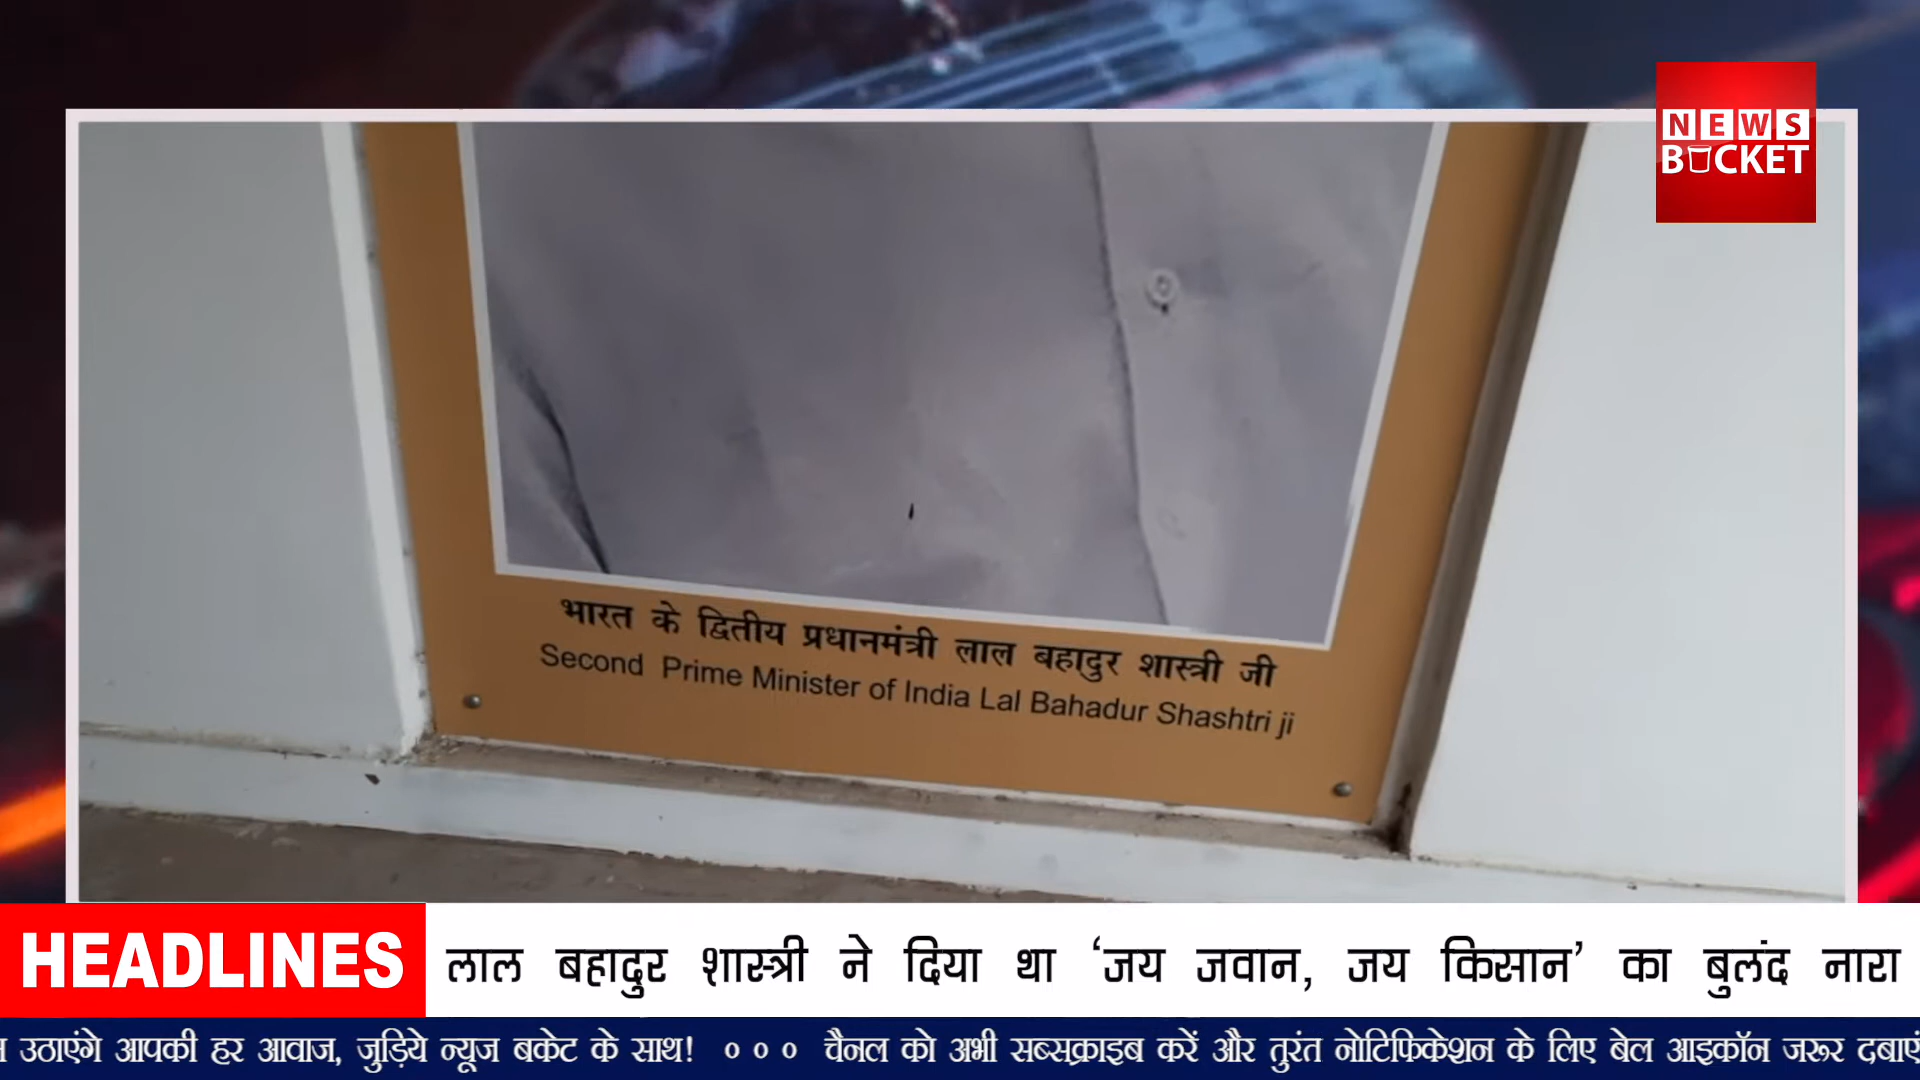 NEWS
BUCKET
भारत के द्वितीय प्रधानमंत्री लाल बहादुर शास्त्री जी
Second Prime Minister of India Lal Bahadur Shashtri ji
HEADLINES
लाल बहादुर शास्त्री ने दिया था ‘जय जवान, जय किसान’ का बुलंद नारा
उठाएंगे आपकी हर आवाज, जुड़िये न्यूज बकेट के साथ! ००० चैनल को अभी सब्सक्राइब करें और तुरंत नोटिफिकेशन के लिए बेल आइकॉन जरूर दबाएं